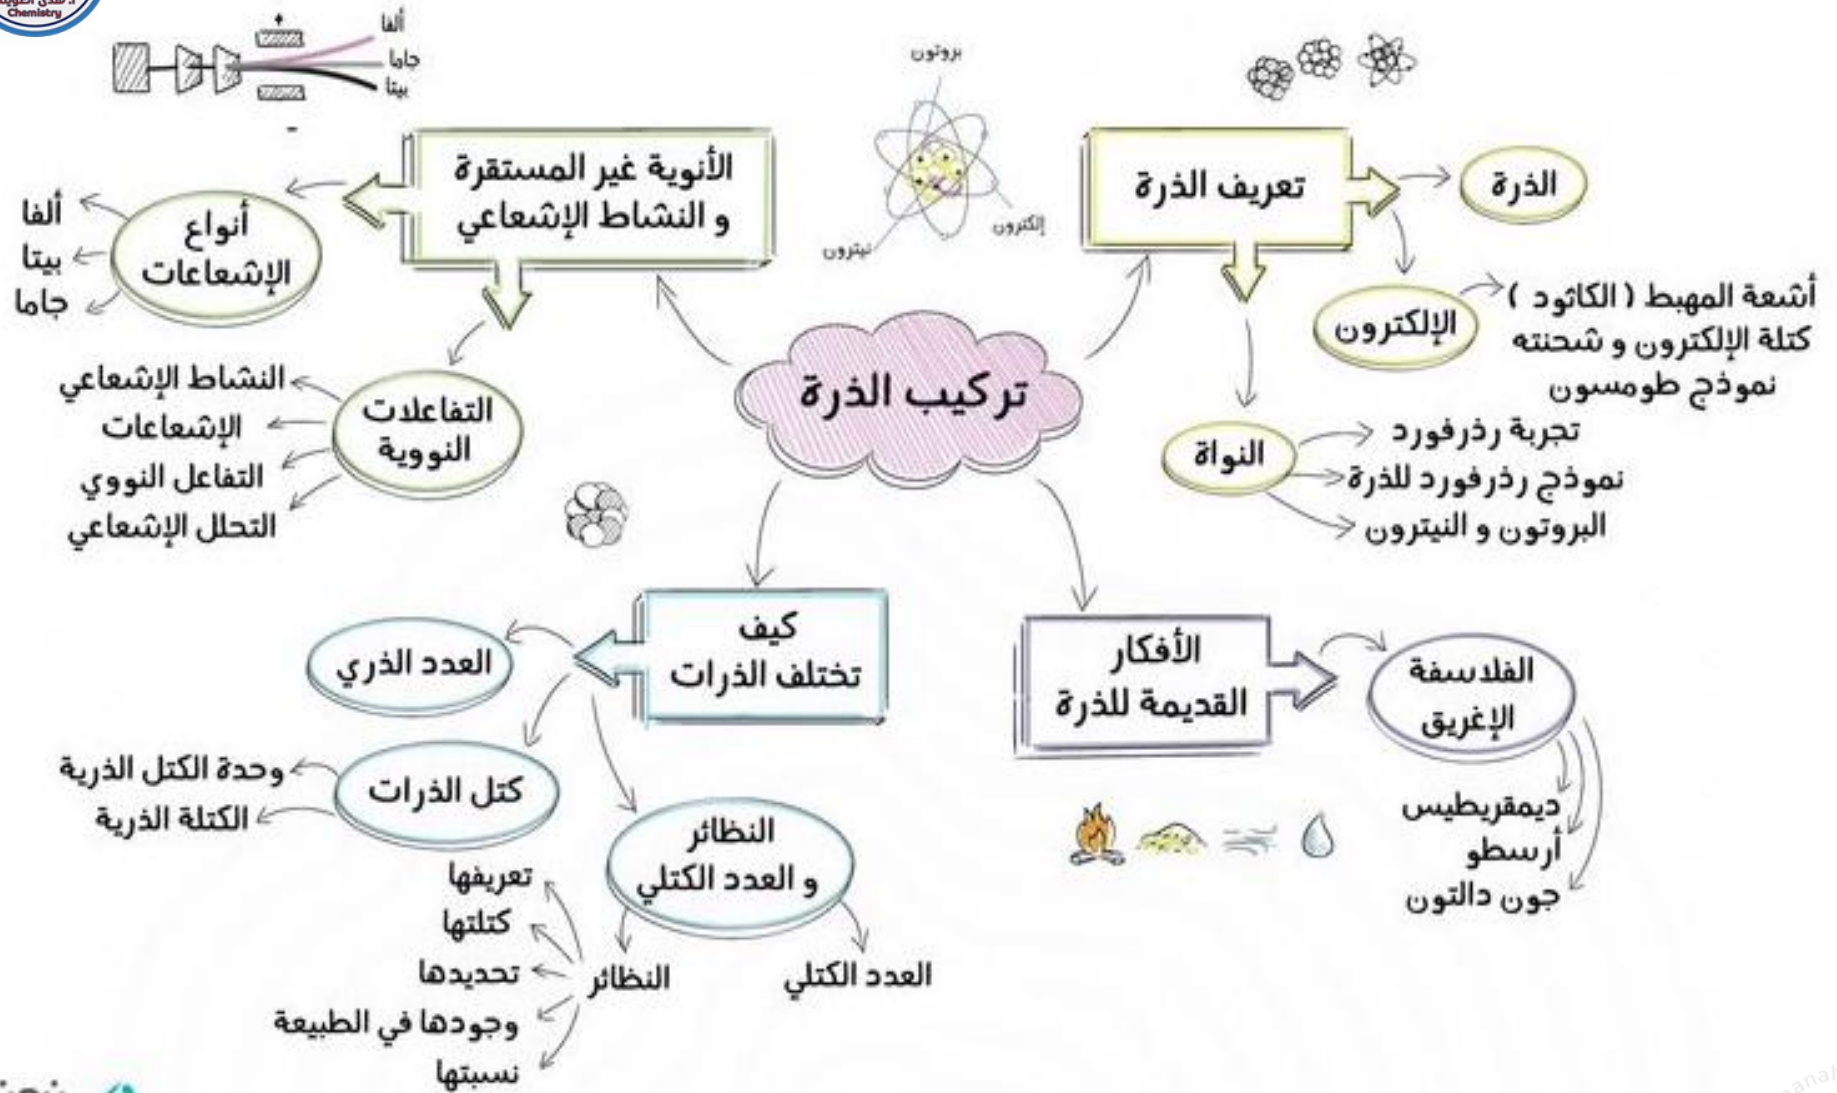 Chemistry
ألفا
جاما
بيتا
بروتون
إلكترون
نيترون
تركيب الذرة
تعريف الذرة
الذرة
الإلكترون
أشعة المهبط ( الكاثود )
كتلة الإلكترون و شحنته
نموذج طومسون
النواة
تجربة رذرفورد
نموذج رذرفورد للذرة
البروتون و النيترون
الأنوية غير المستقرة
و النشاط الإشعاعي
أنواع
الإشعاعات
ألفا
بيتا
جاما
التفاعلات
النووية
النشاط الإشعاعي
الإشعاعات
التفاعل النووي
التحلل الإشعاعي
الأفكار
القديمة للذرة
الفلاسفة
الإغريق
ديمقريطيس
أرسطو
جون دالتون
كيف
تختلف الذرات
العدد الذري
كتل الذرات
وحدة الكتل الذرية
الكتلة الذرية
النظائر
و العدد الكتلي
العدد الكتلي
النظائر
تعريفها
كتلتها
تحديدها
وجودها في الطبيعة
نسبتها